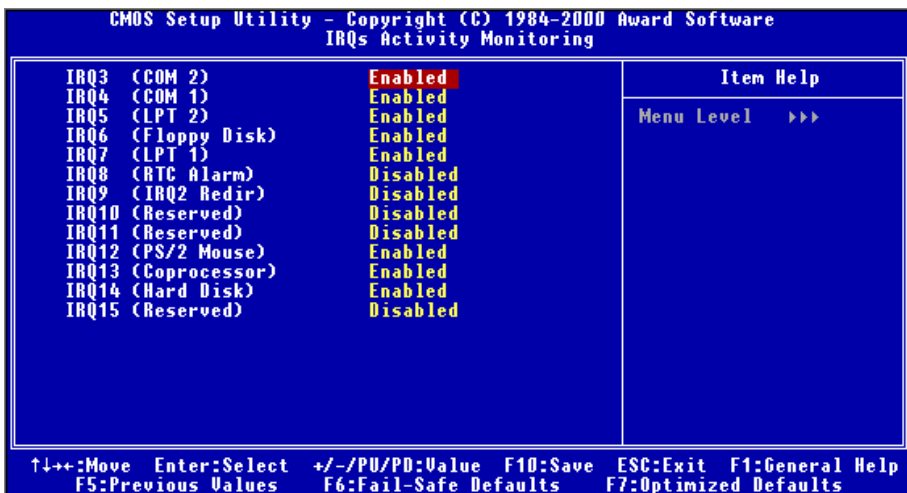 CMOS Setup Utility - Copyright (C) 1984-2000 Award Software
IRQs Activity Monitoring
IRQ3 (COM 2) Enabled
IRQ4 (COM 1) Enabled
IRQ5 (LPT 2) Enabled
IRQ6 (Floppy Disk) Enabled
IRQ7 (LPT 1) Enabled
IRQ8 (RTC Alarm) Disabled
IRQ9 (IRQ2 Redir) Disabled
IRQ10 (Reserved) Disabled
IRQ11 (Reserved) Disabled
IRQ12 (PS/2 Mouse) Enabled
IRQ13 (Coprocessor) Enabled
IRQ14 (Hard Disk) Enabled
IRQ15 (Reserved) Disabled
Item Help
Menu Level ▸▸▸
↑↓→←:Move Enter:Select +/-/PU/PD:Value F10:Save ESC:Exit F1:General Help
F5:Previous Values F6:Fail-Safe Defaults F7:Optimized Defaults